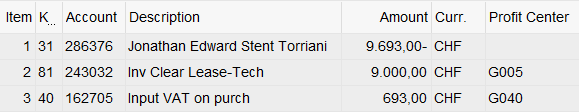 Item K.. Account Description Amount Curr. Profit Center
1 31 286376 Jonathan Edward Stent Torriani 9.693,00- CHF
2 81 243032 Inv Clear Lease-Tech 9.000,00 CHF G005
3 40 162705 Input VAT on purch 693,00 CHF G040